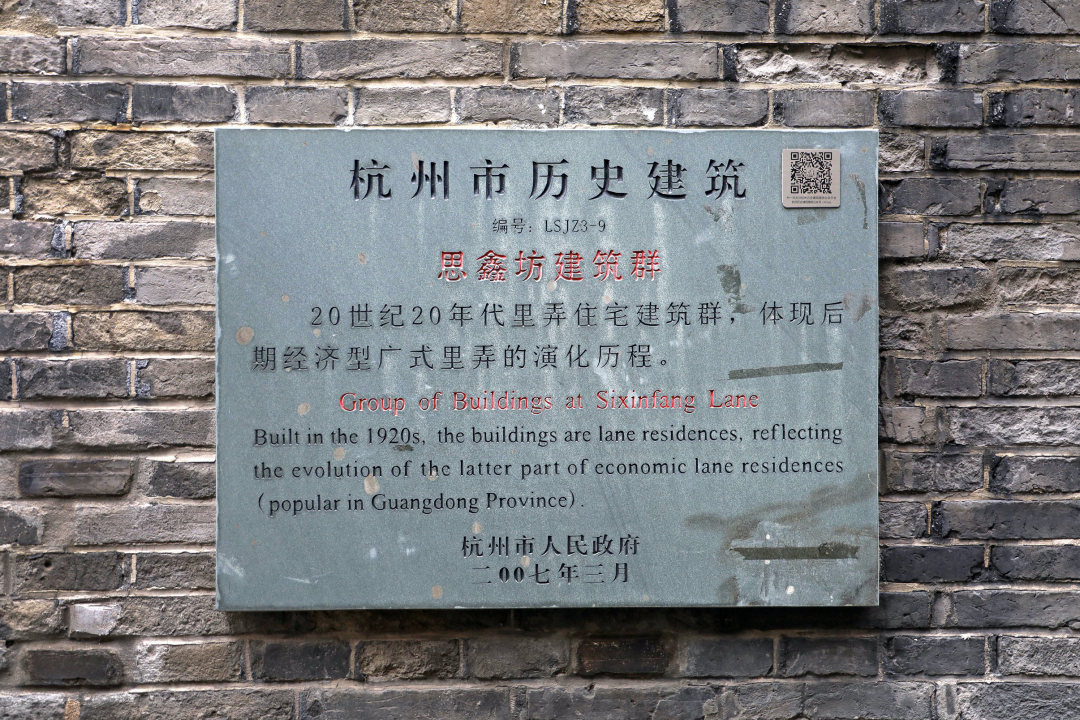 杭州市历史建筑
编号：LSJZ3-9
思鑫坊建筑群
20世纪20年代里弄住宅建筑群，体现后
期经济型广式里弄的演化历程。
Group of Buildings at Sixinfang Lane
Built in the 1920s, the buildings are lane residences, reflecting
the evolution of the latter part of economic lane residences
(popular in Guangdong Province).
杭州市人民政府
二00七年三月